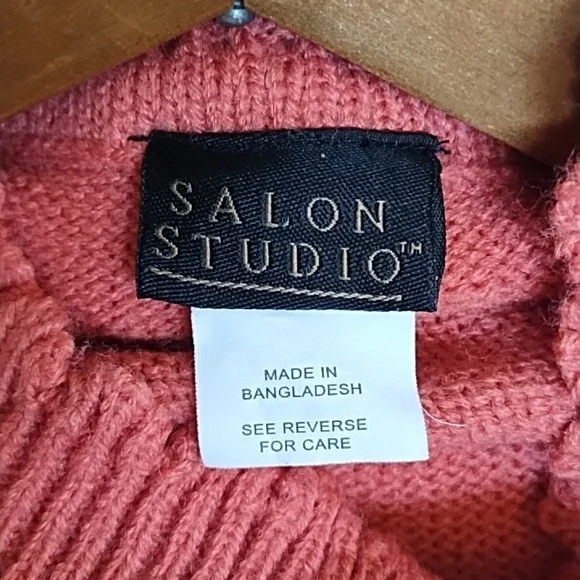 SALON
STUDIO™
MADE IN
BANGLADESH
SEE REVERSE
FOR CARE